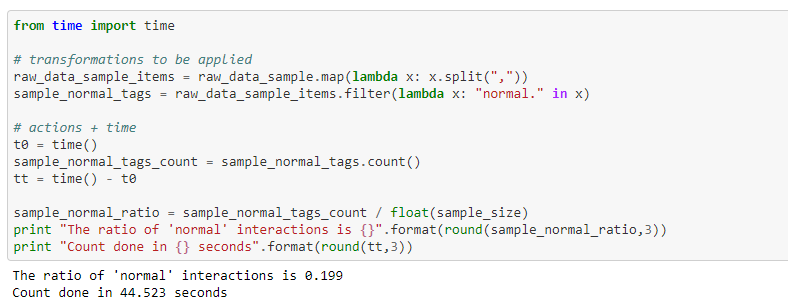 from time import time
# transformations to be applied
raw_data_sample_items = raw_data_sample.map(lambda x: x.split(","))
sample_normal_tags = raw_data_sample_items.filter(lambda x: "normal." in x)
# actions + time
t0 = time()
sample_normal_tags_count = sample_normal_tags.count()
tt = time() - t0
sample_normal_ratio = sample_normal_tags_count / float(sample_size)
print "The ratio of 'normal' interactions is {}".format(round(sample_normal_ratio,3))
print "Count done in {} seconds".format(round(tt,3))
The ratio of 'normal' interactions is 0.199
Count done in 44.523 seconds